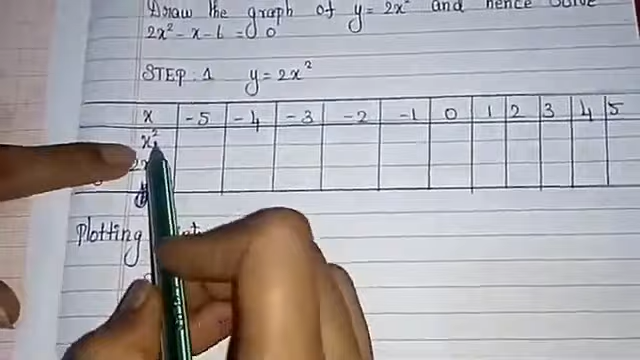 Draw the graph of y = 2x² and hence solve
2x² - x - 6 = 0
STEP : 1 y = 2x²
x -5 -4 -3 -2 -1 0 1 2 3 4 5
x²
Plotting